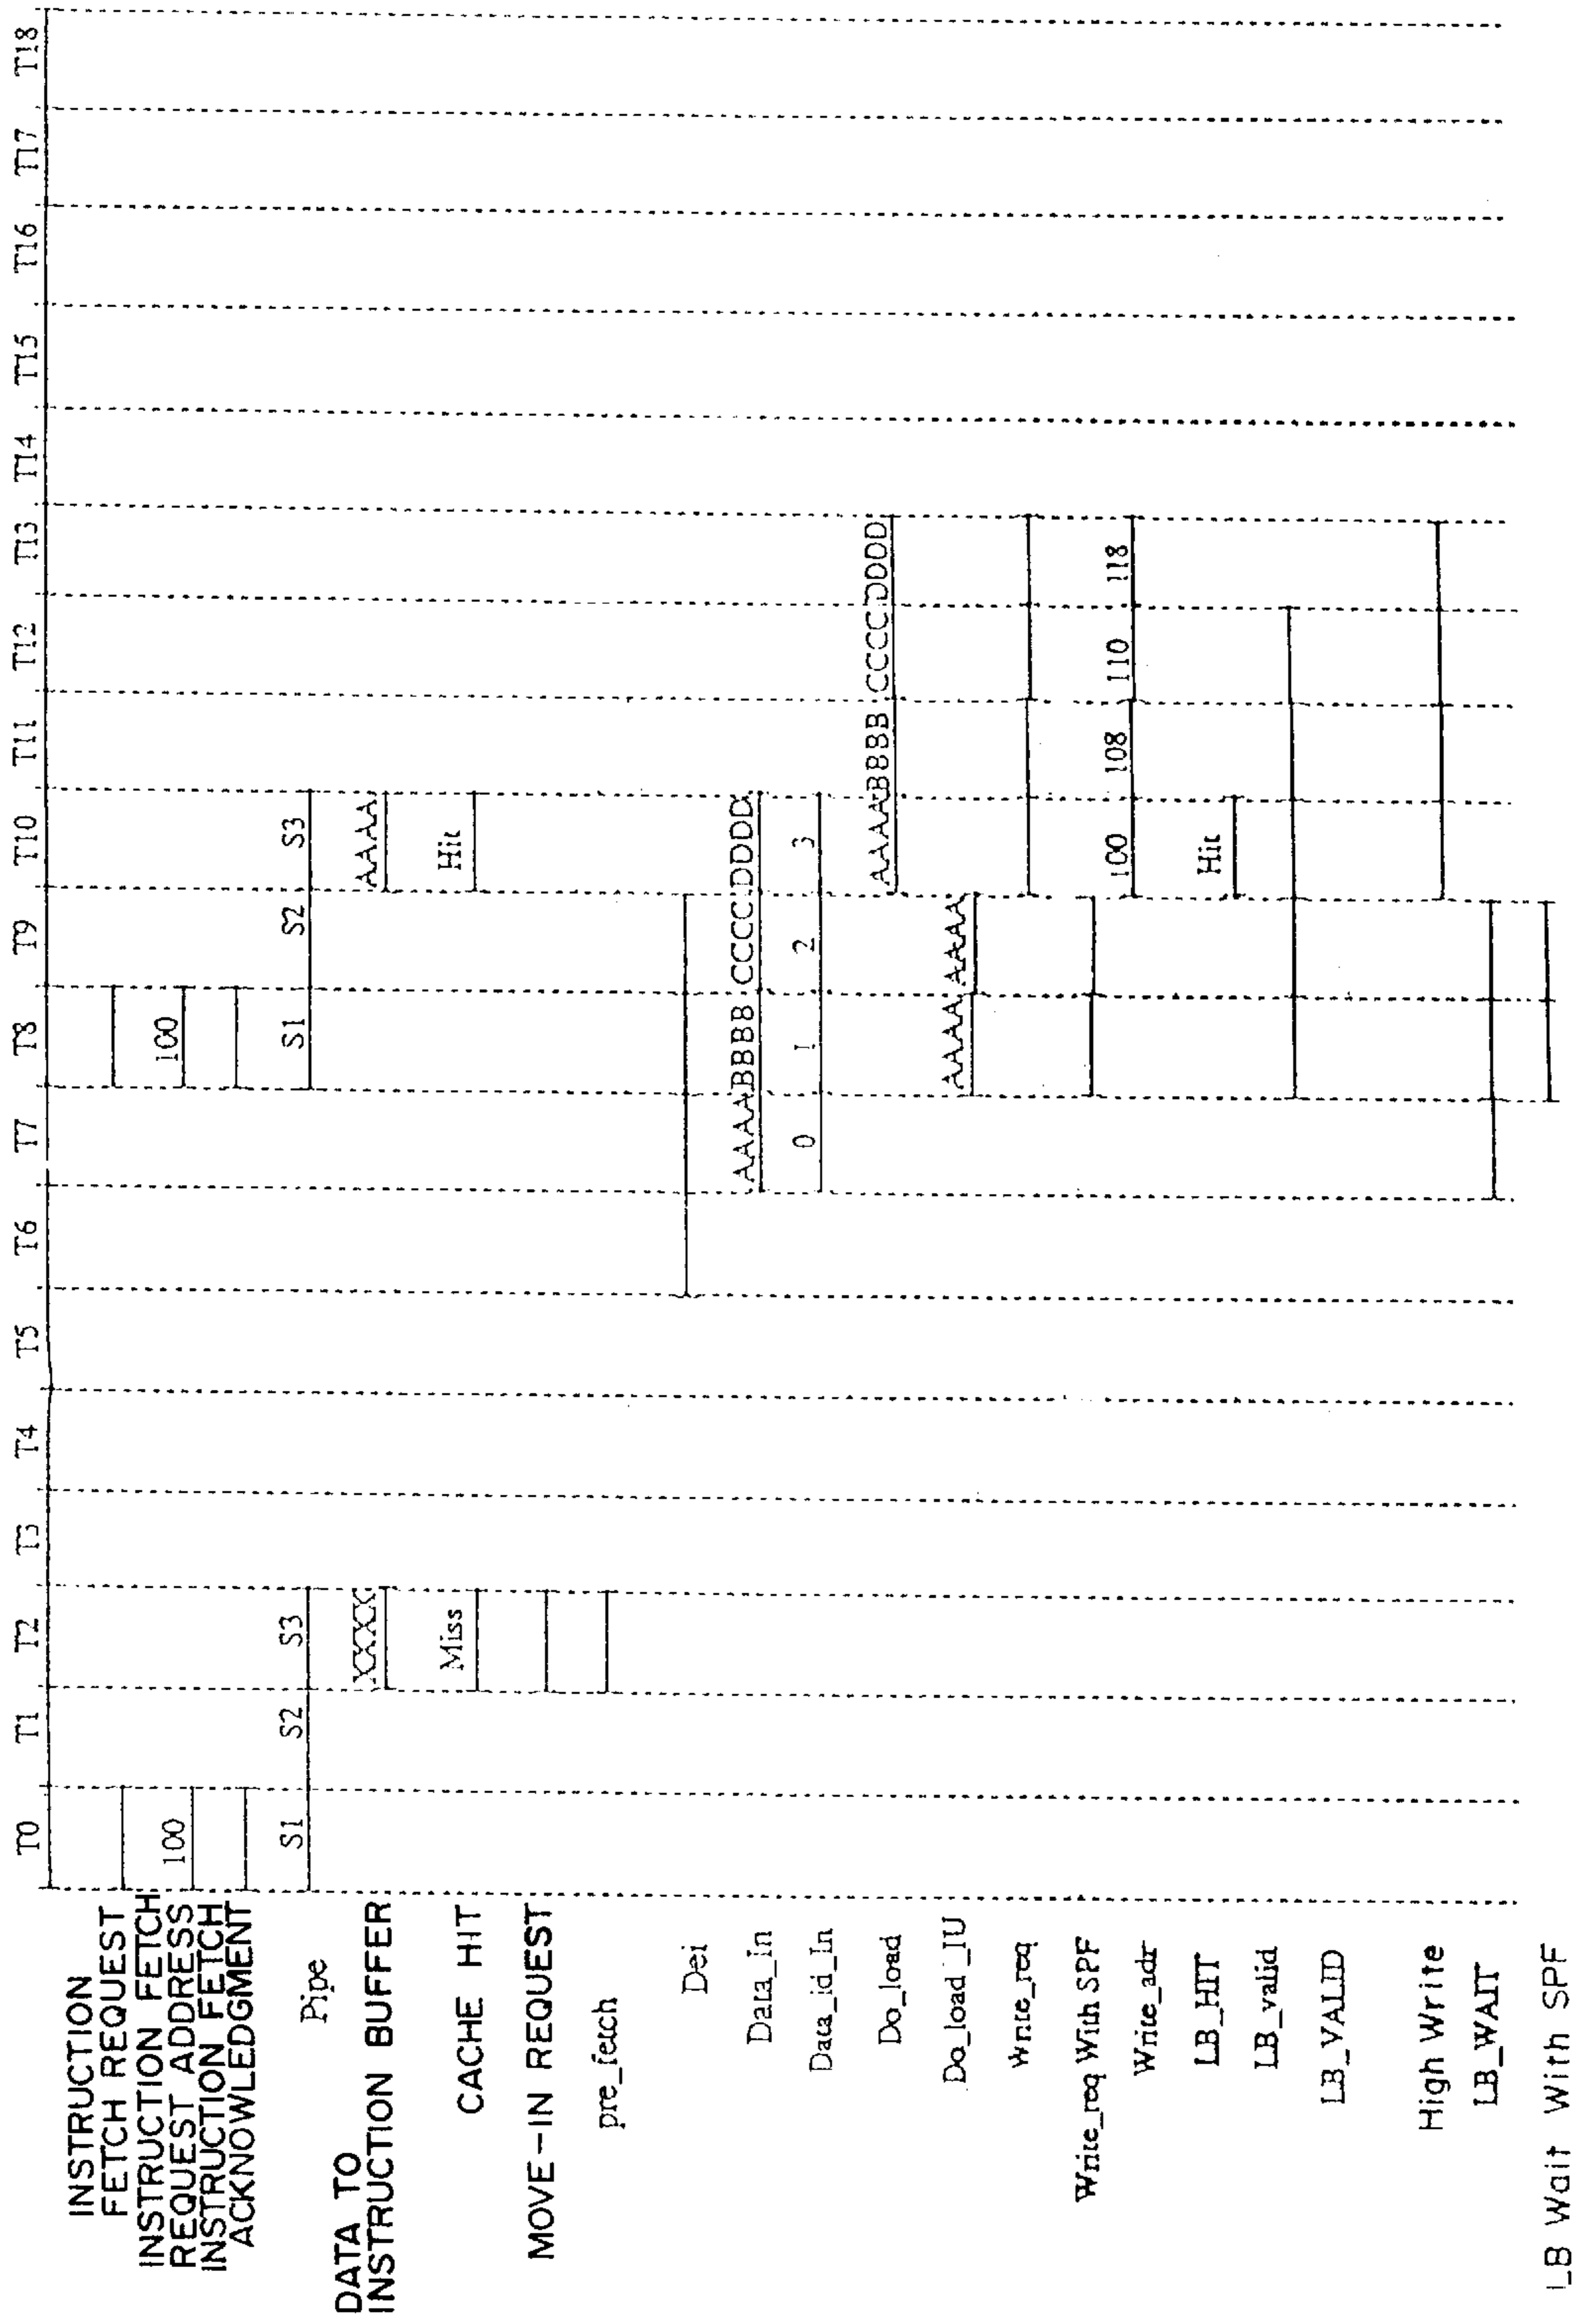 T0 T1 T2 T3 T4 T5 T6 T7 T8 T9 T10 T11 T12 T13 T14 T15 T16 T17 T18
INSTRUCTION
FETCH REQUEST
INSTRUCTION FETCH
REQUEST ADDRESS 100 100
INSTRUCTION FETCH
ACKNOWLEDGMENT
Pipe S1 S2 S3 S1 S2 S3
DATA TO
INSTRUCTION BUFFER XXXX AAAA
CACHE HIT Miss Hit
MOVE-IN REQUEST
pre_fetch
Dei
Data_in AAAA BBBB CCCC DDDD
Data_id_In 0 1 2 3
Do_load AAAA BBBB CCCC DDDD
Do_load_IU AAAA AAAA
Write_req
Write_req With SPF
Write_adr 100 108 110 118
LB_HIT Hit
LB_valid
LB_VALID
High Write
LB_WAIT
LB Wait With SPF